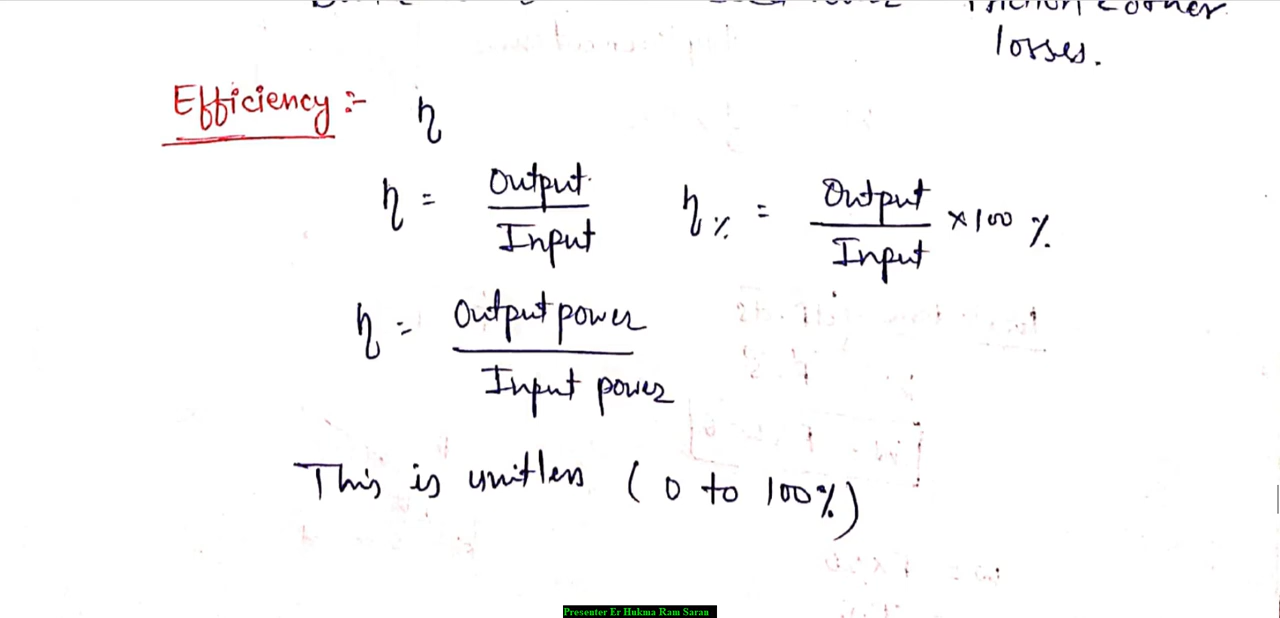 losses.
Efficiency :- η
η = Output / Input    η% = Output / Input × 100 %
η = Output power / Input power
This is unitless ( 0 to 100%)
Presenter Er Hukma Ram Saran